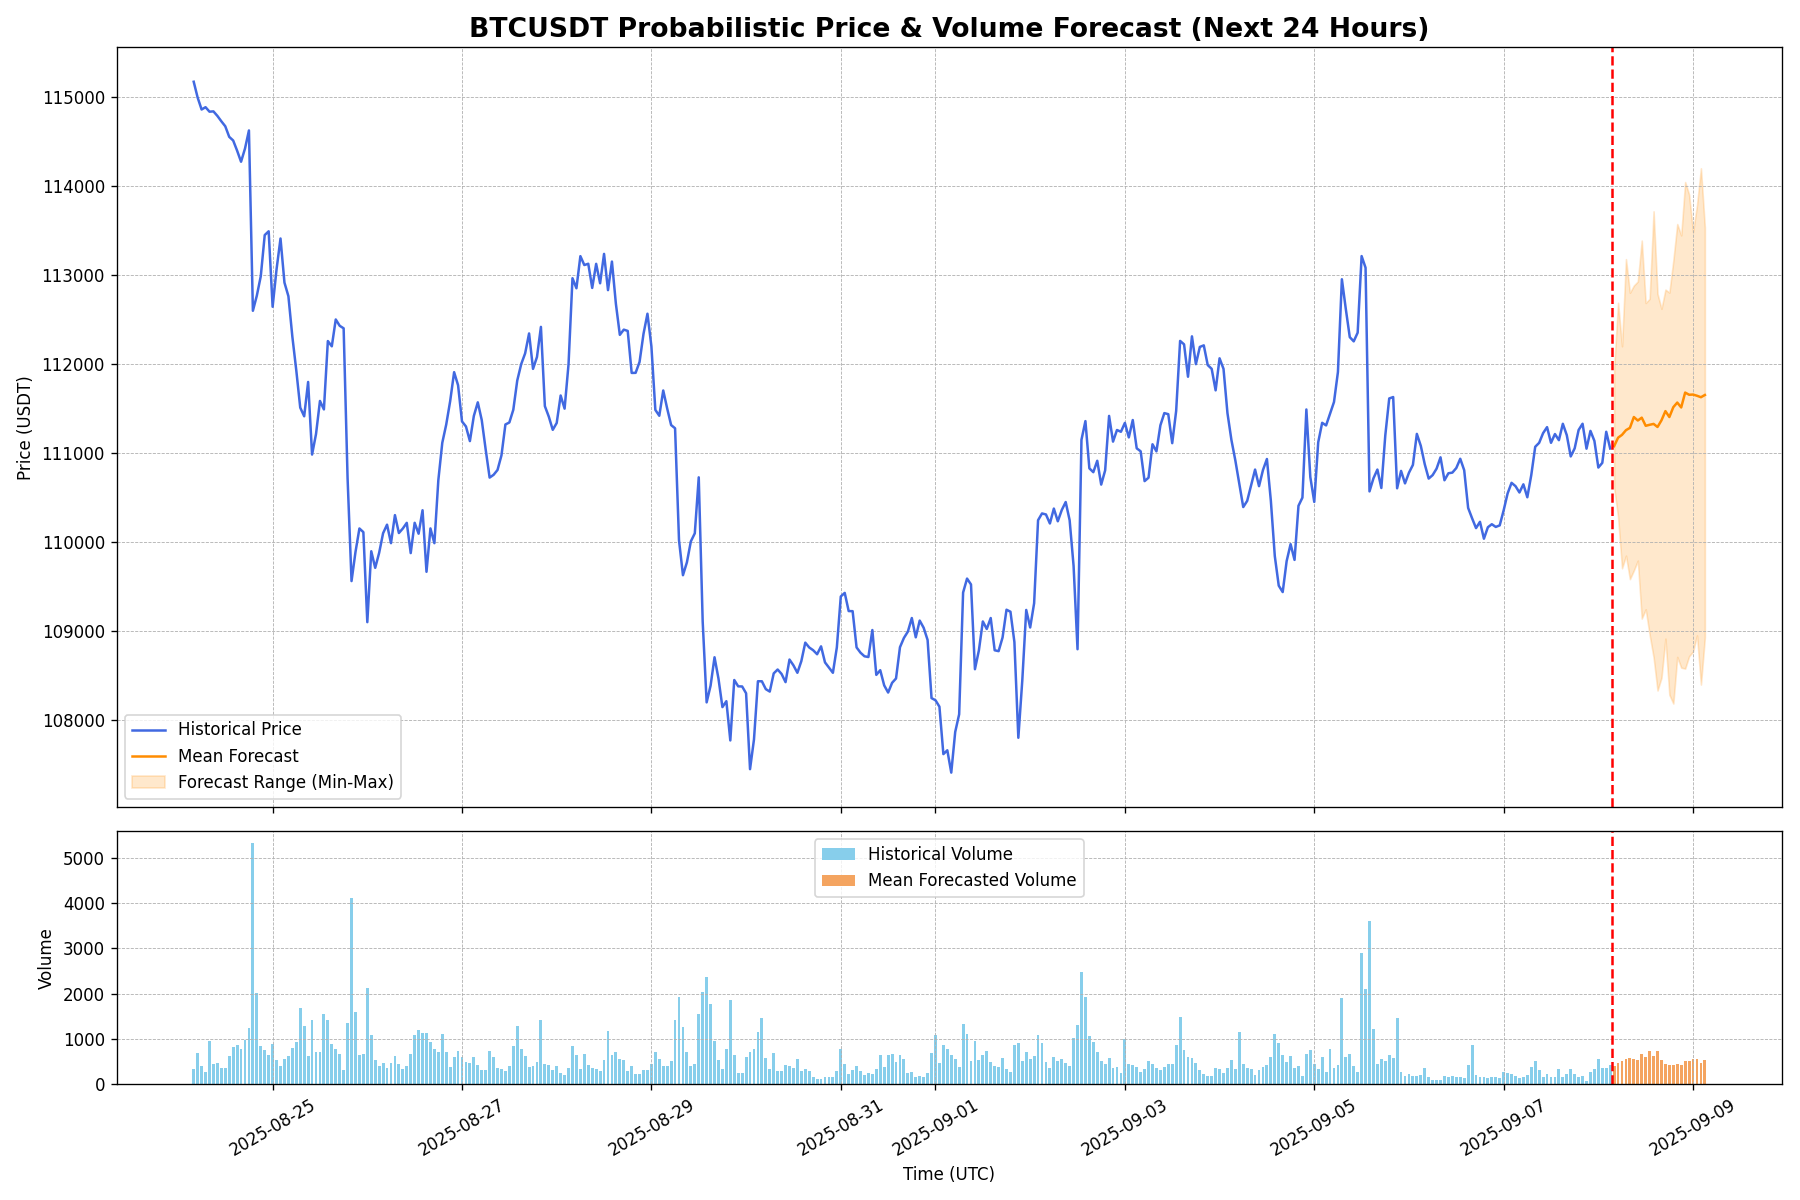 BTCUSDT Probabilistic Price & Volume Forecast (Next 24 Hours)
Price (USDT)
115000
114000
113000
112000
111000
110000
109000
108000
Historical Price
Mean Forecast
Forecast Range (Min-Max)
Volume
5000
4000
3000
2000
1000
0
Historical Volume
Mean Forecasted Volume
2025-08-25
2025-08-27
2025-08-29
2025-08-31
2025-09-01
2025-09-03
2025-09-05
2025-09-07
2025-09-09
Time (UTC)